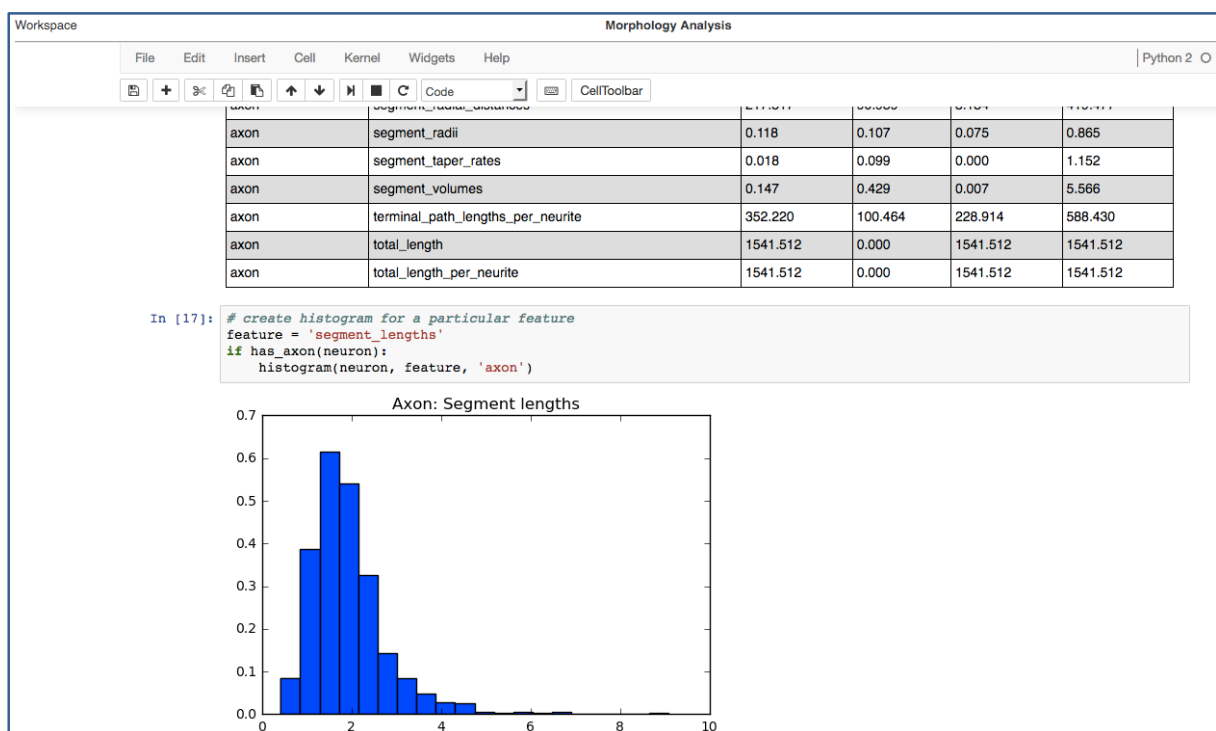 Workspace Morphology Analysis
File Edit Insert Cell Kernel Widgets Help Python 2
Code CellToolbar
axon segment_radial_distances
axon segment_radii 0.118 0.107 0.075 0.865
axon segment_taper_rates 0.018 0.099 0.000 1.152
axon segment_volumes 0.147 0.429 0.007 5.566
axon terminal_path_lengths_per_neurite 352.220 100.464 228.914 588.430
axon total_length 1541.512 0.000 1541.512 1541.512
axon total_length_per_neurite 1541.512 0.000 1541.512 1541.512
In [17]: # create histogram for a particular feature
feature = 'segment_lengths'
if has_axon(neuron):
histogram(neuron, feature, 'axon')
Axon: Segment lengths
0.7
0.6
0.5
0.4
0.3
0.2
0.1
0.0
0 2 4 6 8 10